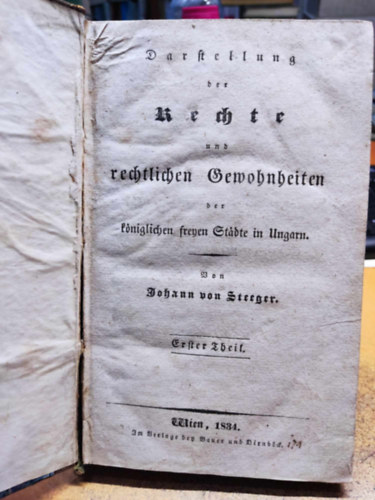 Darstellung
der
Rechte
und
rechtlichen Gewohnheiten
der
königlichen freyen Städte in Ungarn.
Von
Johann von Steeger.
Erster Theil.
Wien, 1834.
Im Verlage bey Mayer und